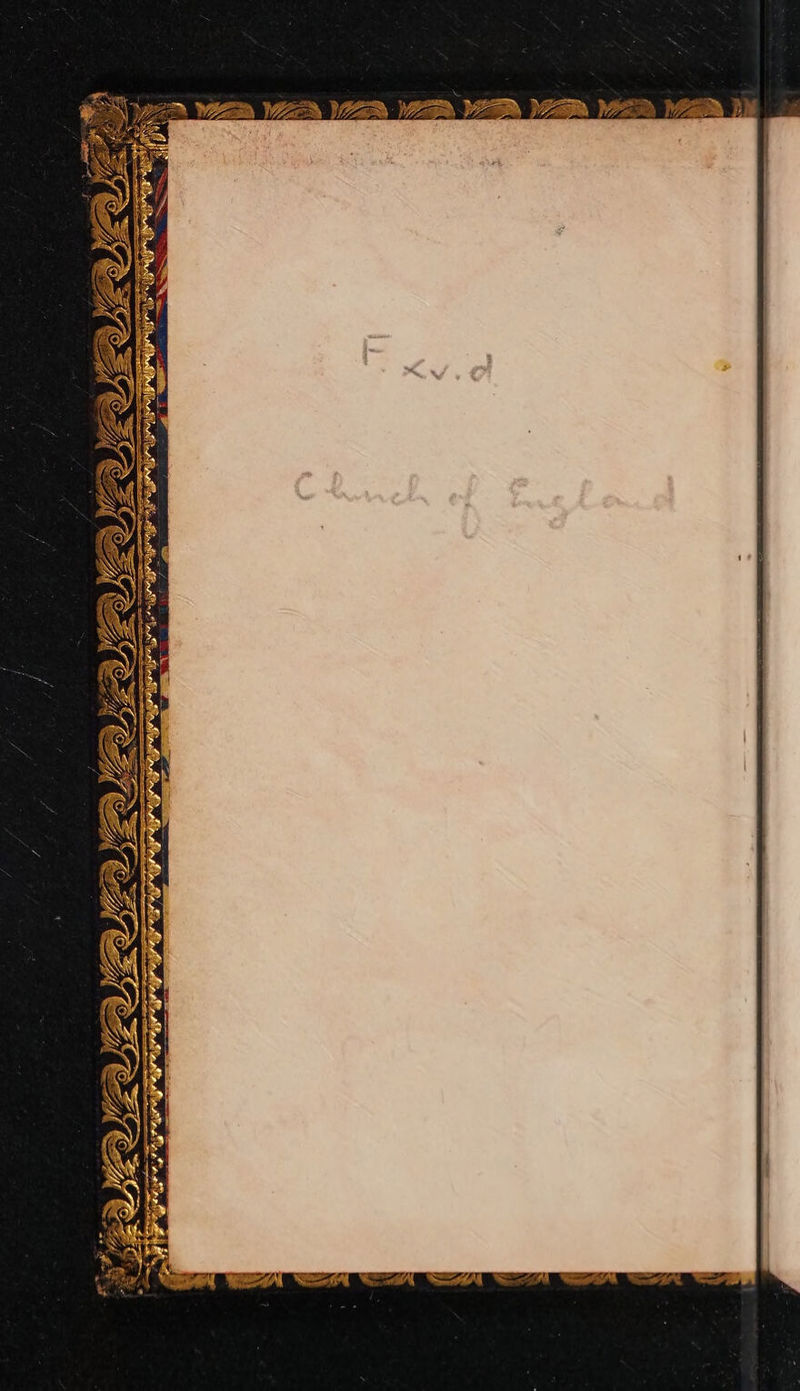 F. xv. d
Church of England